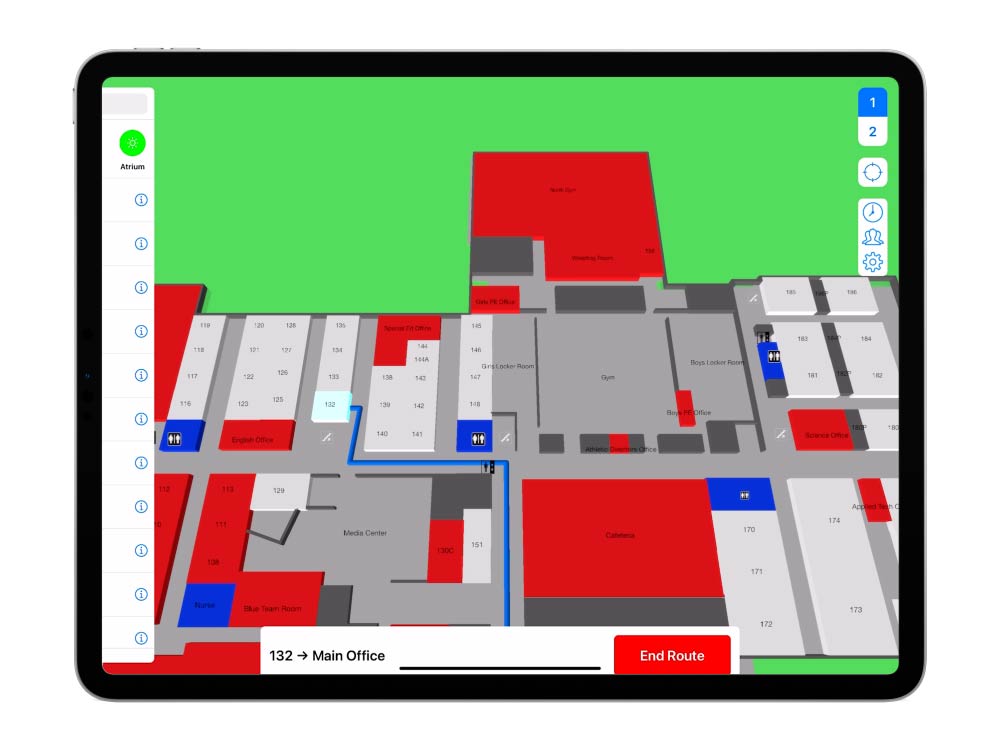 1
2
Atrium
North Gym
Weightlifting Room
Girls PE Office
Special Ed Office
119
120
128
135
145
118
121
127
134
144
146
144A
117
122
126
133
138
143
147
116
123
125
132
139
142
148
English Office
140
141
Girls Locker Room
Gym
Boys Locker Room
Boys PE Office
Athletic Directors Office
185
186
183
184
181
182
Science Office
180P
180
112
113
129
111
108
Media Center
130C
151
Cafeteria
170
171
172
173
174
Applied Tech O
Nurse
Blue Team Room
132 → Main Office
End Route